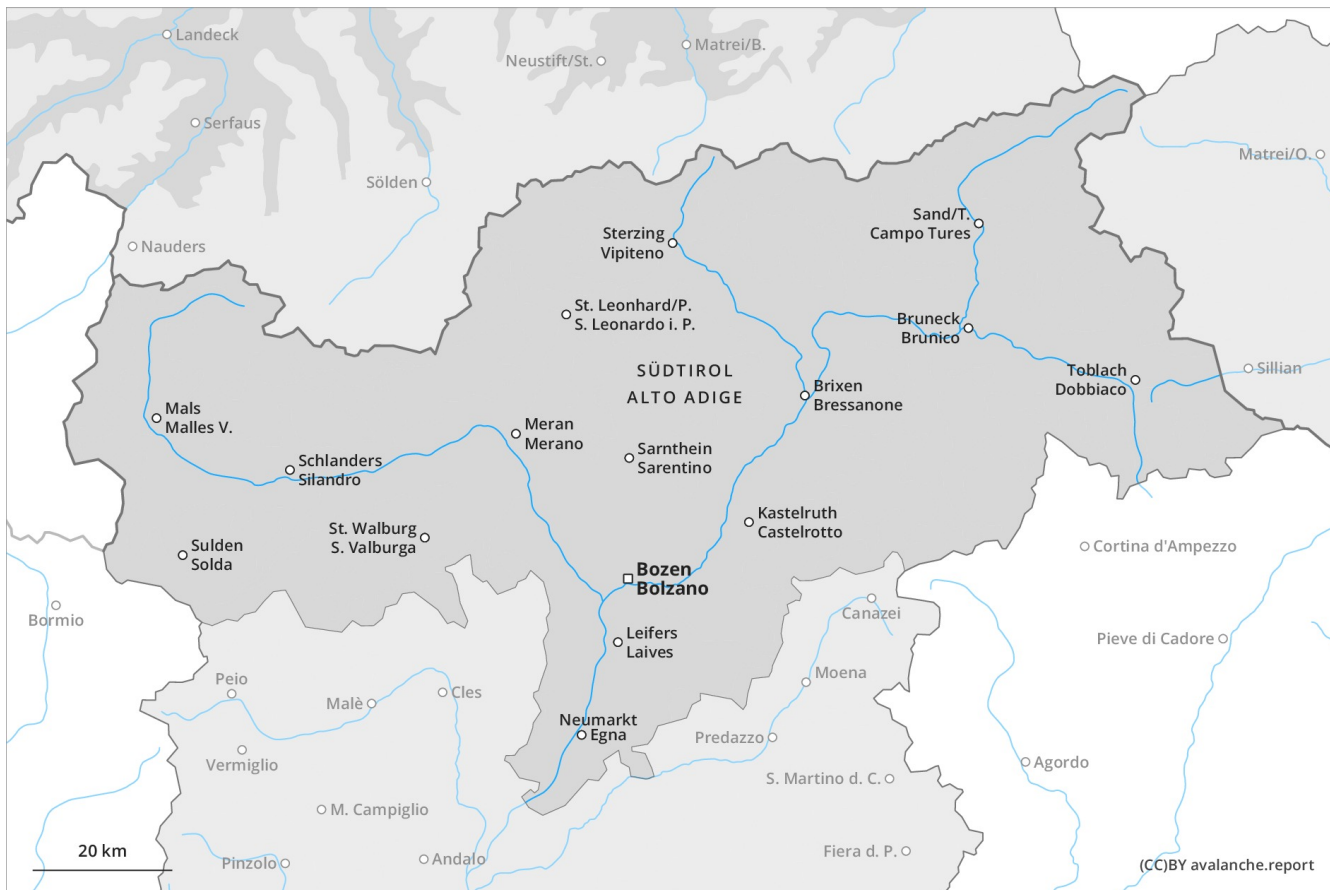 Landeck
Matrei/B.
Neustift/St.
Serfaus
Matrei/O.
Sölden
Sand/T.
Campo Tures
Sterzing
Vipiteno
Nauders
St. Leonhard/P.
S. Leonardo i. P.
Bruneck
Brunico
SÜDTIROL
ALTO ADIGE
Toblach
Dobbiaco
Sillian
Brixen
Bressanone
Mals
Malles V.
Meran
Merano
Sarnthein
Sarentino
Schlanders
Silandro
Kastelruth
Castelrotto
St. Walburg
S. Valburga
Sulden
Solda
Cortina d'Ampezzo
Bozen
Bolzano
Bormio
Canazei
Leifers
Laives
Pieve di Cadore
Peio
Moena
Malè
Cles
Neumarkt
Egna
Predazzo
Vermiglio
Agordo
S. Martino d. C.
M. Campiglio
20 km
Pinzolo
Andalo
Fiera d. P.
(CC)BY avalanche.report